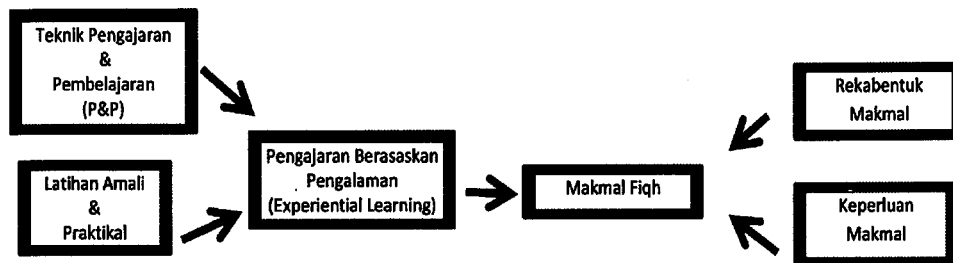 Teknik Pengajaran
&
Pembelajaran
(P&P)
Latihan Amali
&
Praktikal
Pengajaran Berasaskan
Pengalaman
(Experiential Learning)
Makmal Fiqh
Rekabentuk
Makmal
Keperluan
Makmal